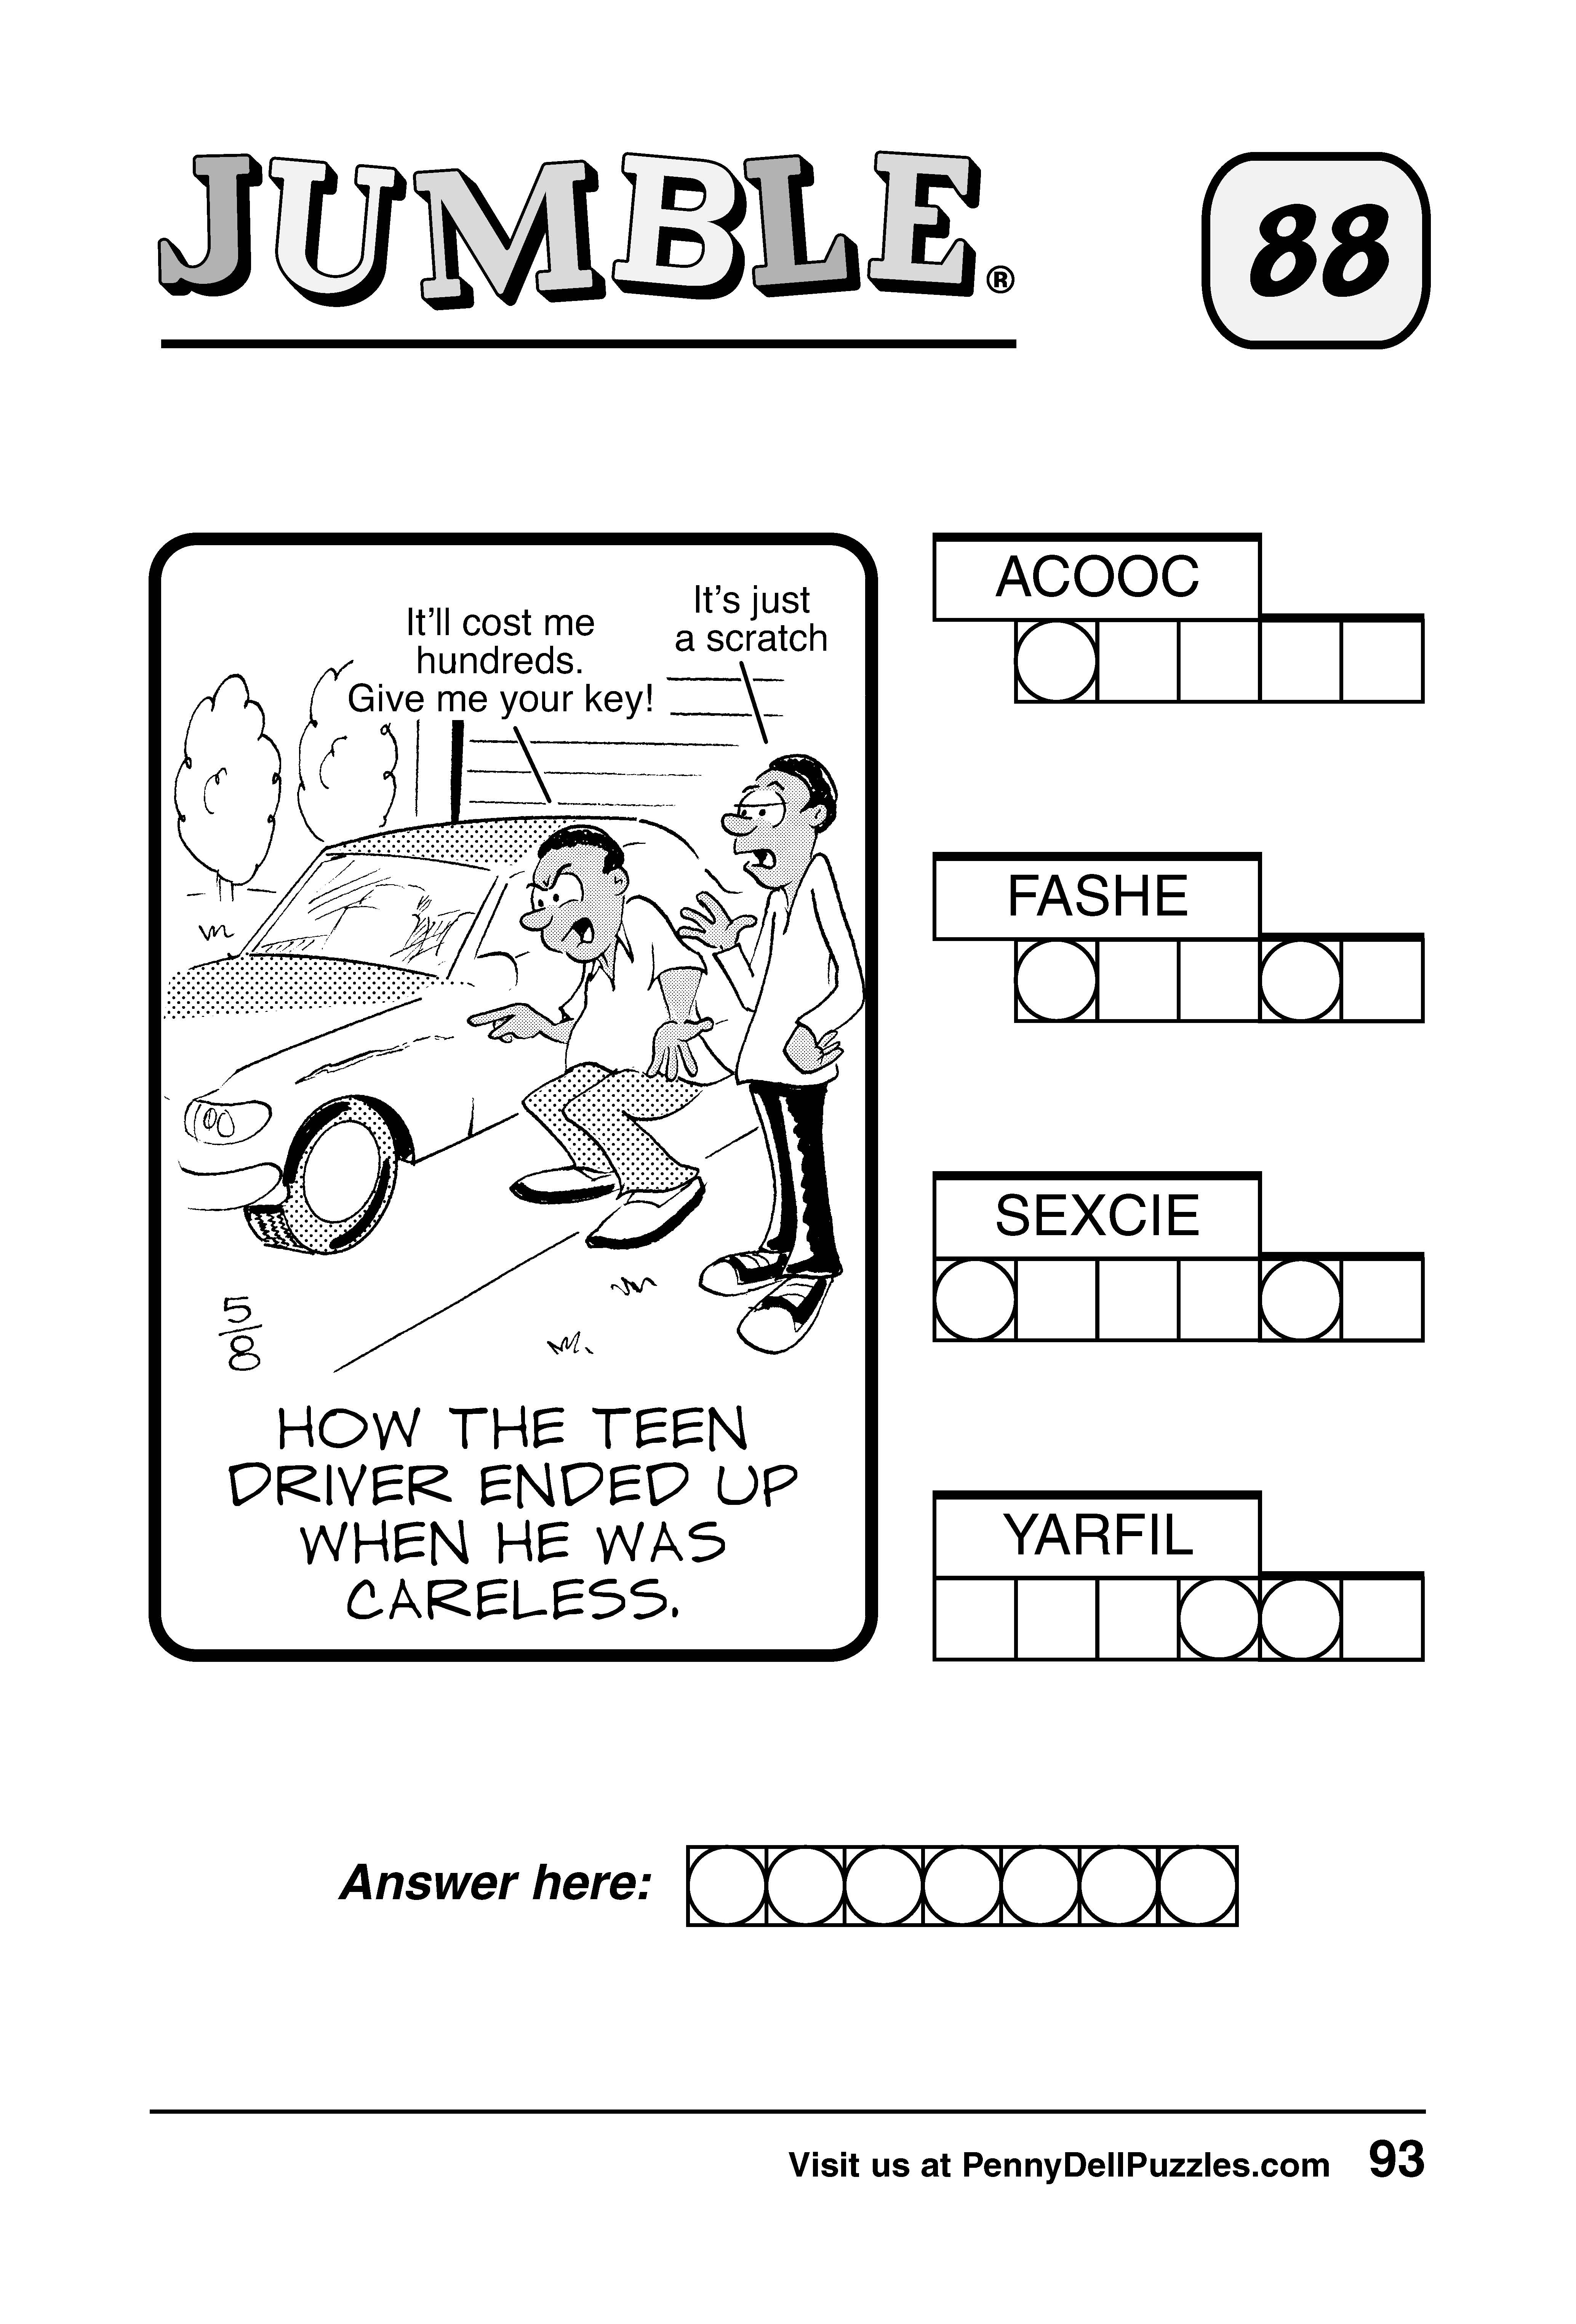 JUMBLE®
88
It'll cost me
hundreds.
Give me your key!
It's just
a scratch
5
8
HOW THE TEEN
DRIVER ENDED UP
WHEN HE WAS
CARELESS.
ACOOC
FASHE
SEXCIE
YARFIL
Answer here:
Visit us at PennyDellPuzzles.com 93